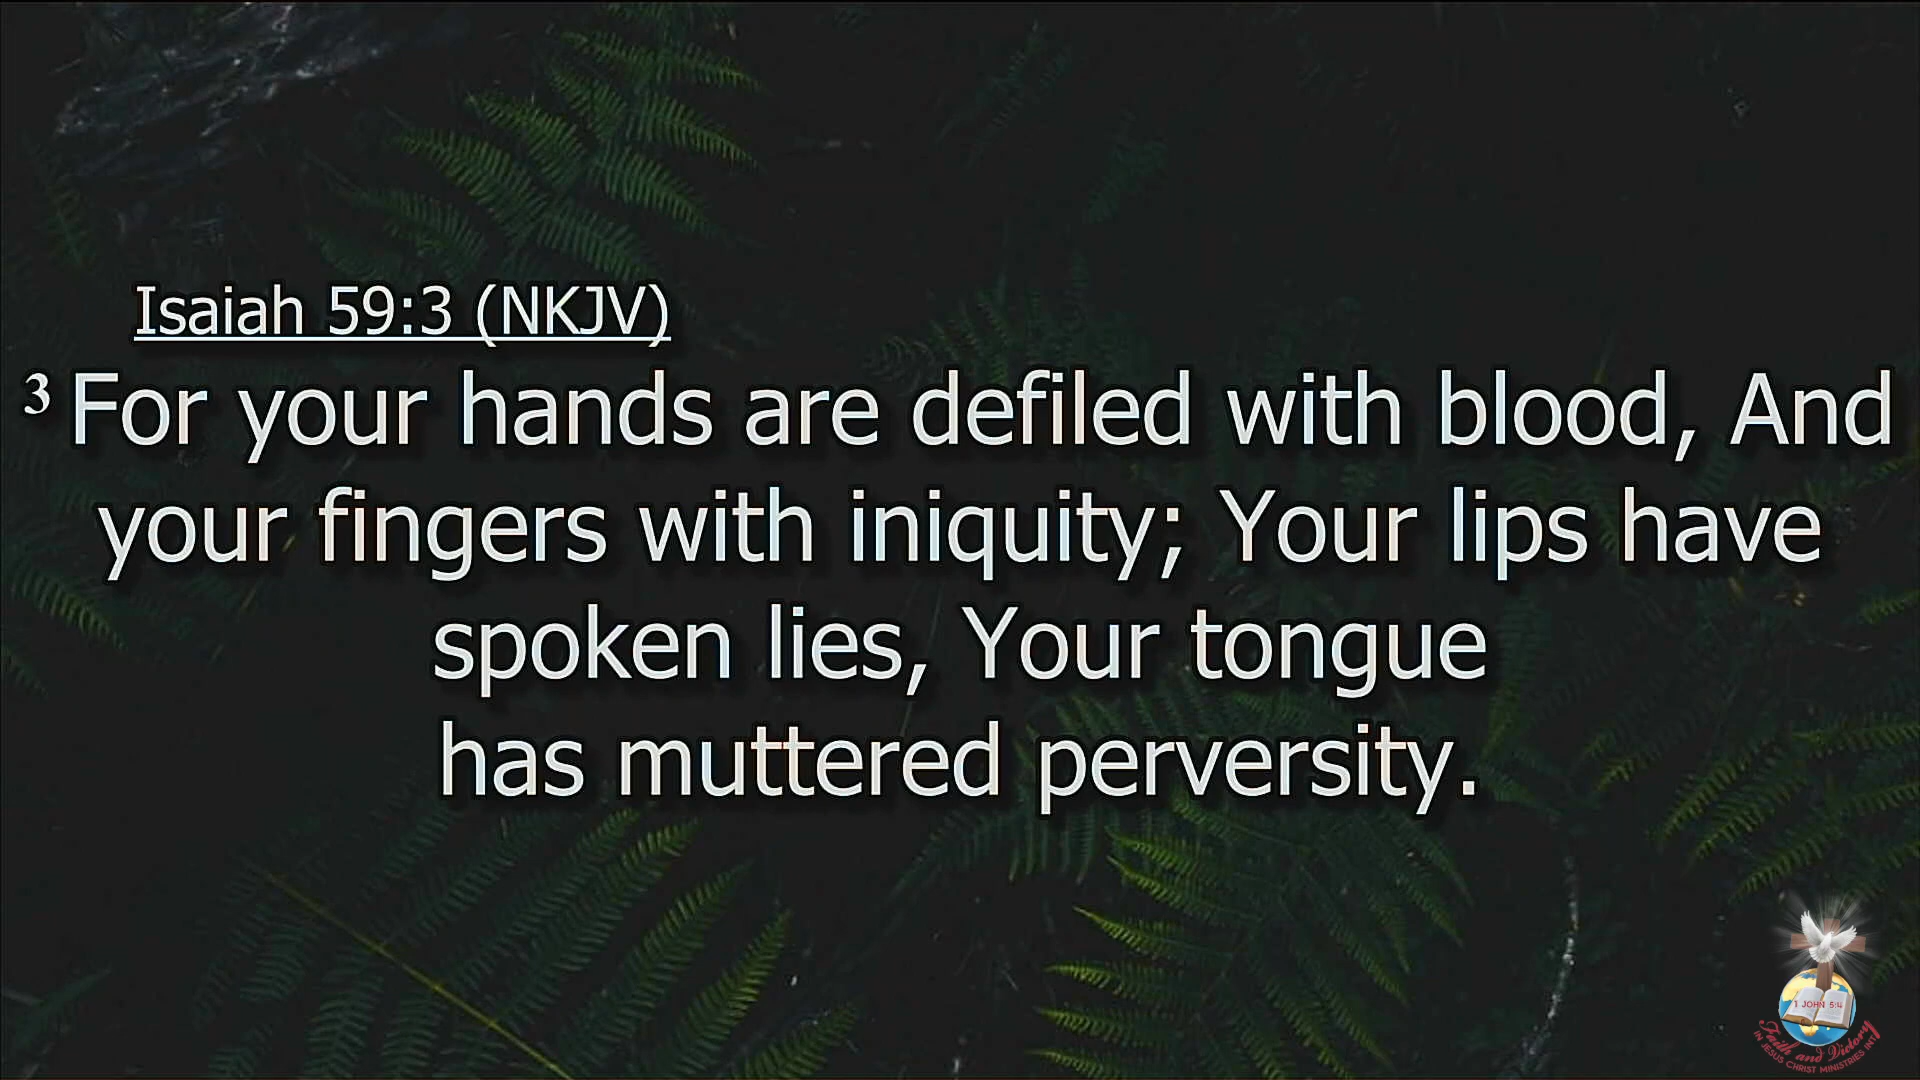 Isaiah 59:3 (NKJV)
3 For your hands are defiled with blood, And
your fingers with iniquity; Your lips have
spoken lies, Your tongue
has muttered perversity.
1 JOHN 5:4
Faith and Victory
IN JESUS CHRIST MINISTRIES INT'L